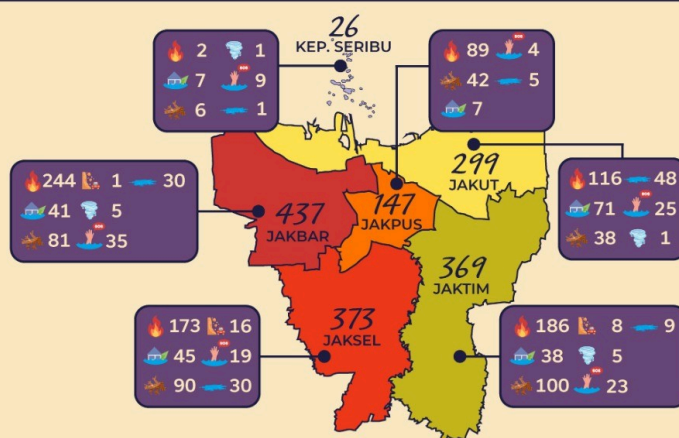 26
KEP. SERIBU
2 1
7 9
6 1
89 4
42 5
7
299
JAKUT
116 48
71 25
38 1
244 1 30
41 5
81 35
437
JAKBAR
147
JAKPUS
369
JAKTIM
373
JAKSEL
173 16
45 19
90 30
186 8 9
38 5
100 23